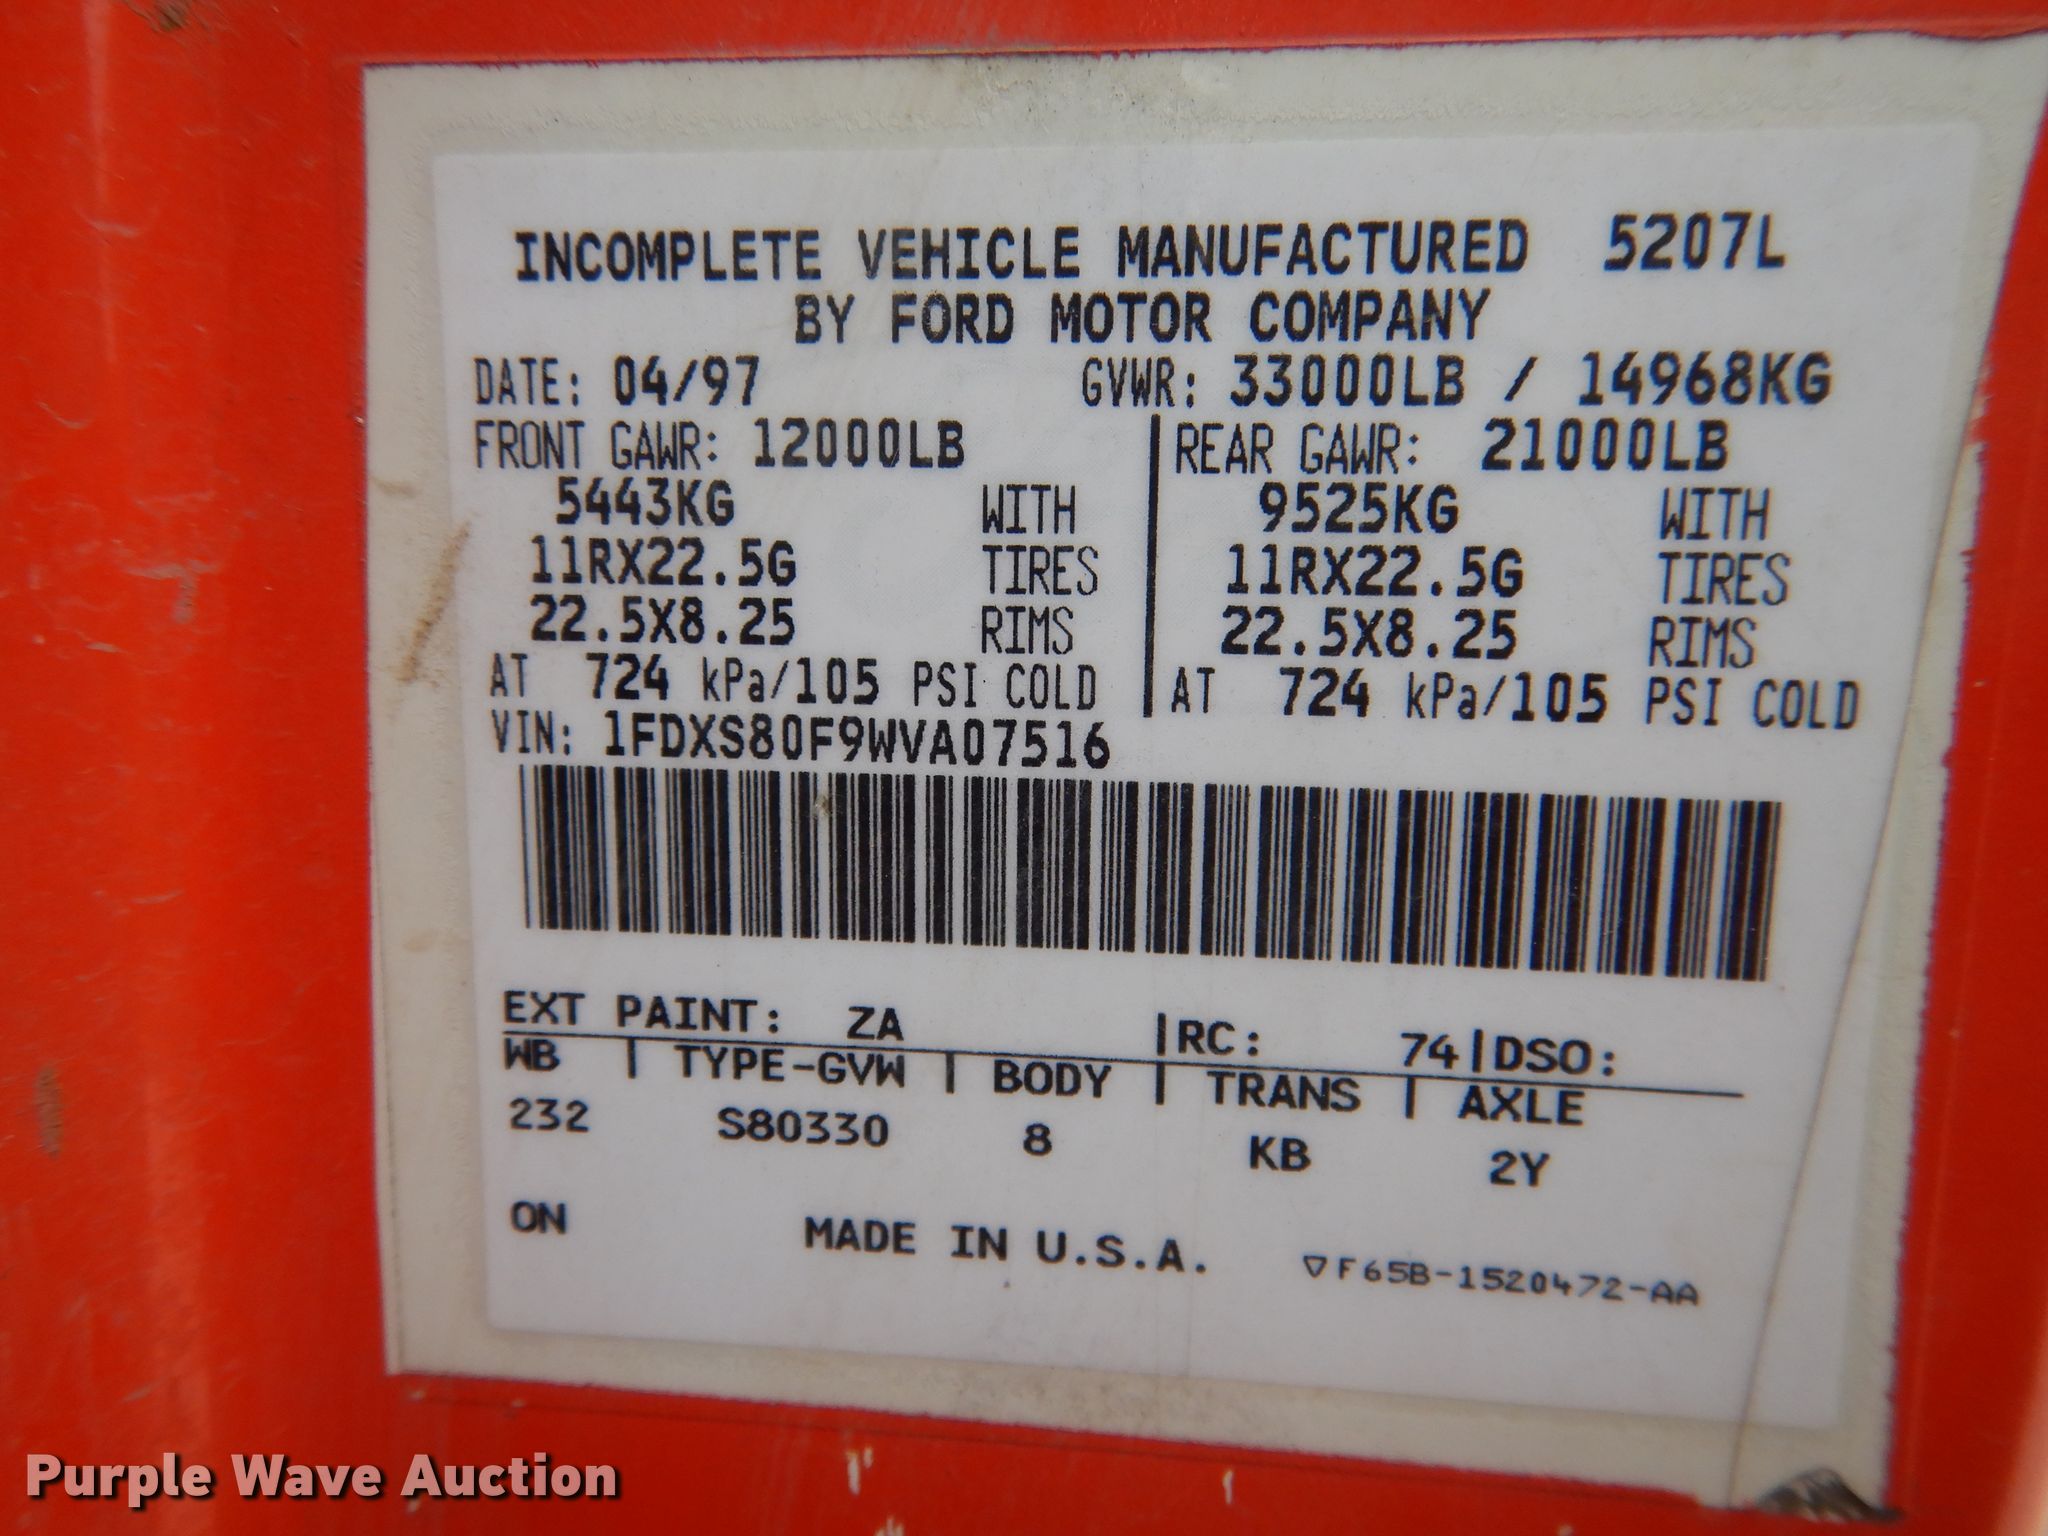 INCOMPLETE VEHICLE MANUFACTURED 5207L
BY FORD MOTOR COMPANY
DATE: 04/97 GVWR: 33000LB / 14968KG
FRONT GAWR: 12000LB REAR GAWR: 21000LB
5443KG WITH 9525KG WITH
11RX22.5G TIRES 11RX22.5G TIRES
22.5X8.25 RIMS 22.5X8.25 RIMS
AT 724 kPa/105 PSI COLD AT 724 kPa/105 PSI COLD
VIN: 1FDXS80F9WVA07516
EXT PAINT: ZA |RC: 74|DSO:
WB | TYPE-GVW | BODY | TRANS | AXLE
232 S80330 8 KB 2Y
ON MADE IN U.S.A. ▽F65B-1520472-AA
Purple Wave Auction